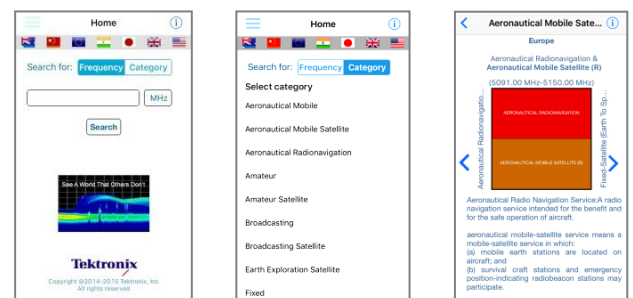 Home
Search for: Frequency Category
MHz
Search
See A World That Others Don't
Tektronix
Copyright @2014-2015 Tektronix, Inc
All rights reserved
Home
Search for: Frequency Category
Select category
Aeronautical Mobile
Aeronautical Mobile Satellite
Aeronautical Radionavigation
Amateur
Amateur Satellite
Broadcasting
Broadcasting Satellite
Earth Exploration Satellite
Fixed
Aeronautical Mobile Sate...
Europe
Aeronautical Radionavigation &
Aeronautical Mobile Satellite (R)
(5091.00 MHz-5150.00 MHz)
Aeronautical Radionavigatio...
AERONAUTICAL RADIONAVIGATION
AERONAUTICAL MOBILE SATELLITE (R)
Fixed-Satellite (Earth To Sp...
Aeronautical Radio Navigation Service:A radio
navigation service intended for the benefit and
for the safe operation of aircraft.
aeronautical mobile-satellite service means a
mobile-satellite service in which:
(a) mobile earth stations are located on
aircraft; and
(b) survival craft stations and emergency
position-indicating radiobeacon stations may
participate.